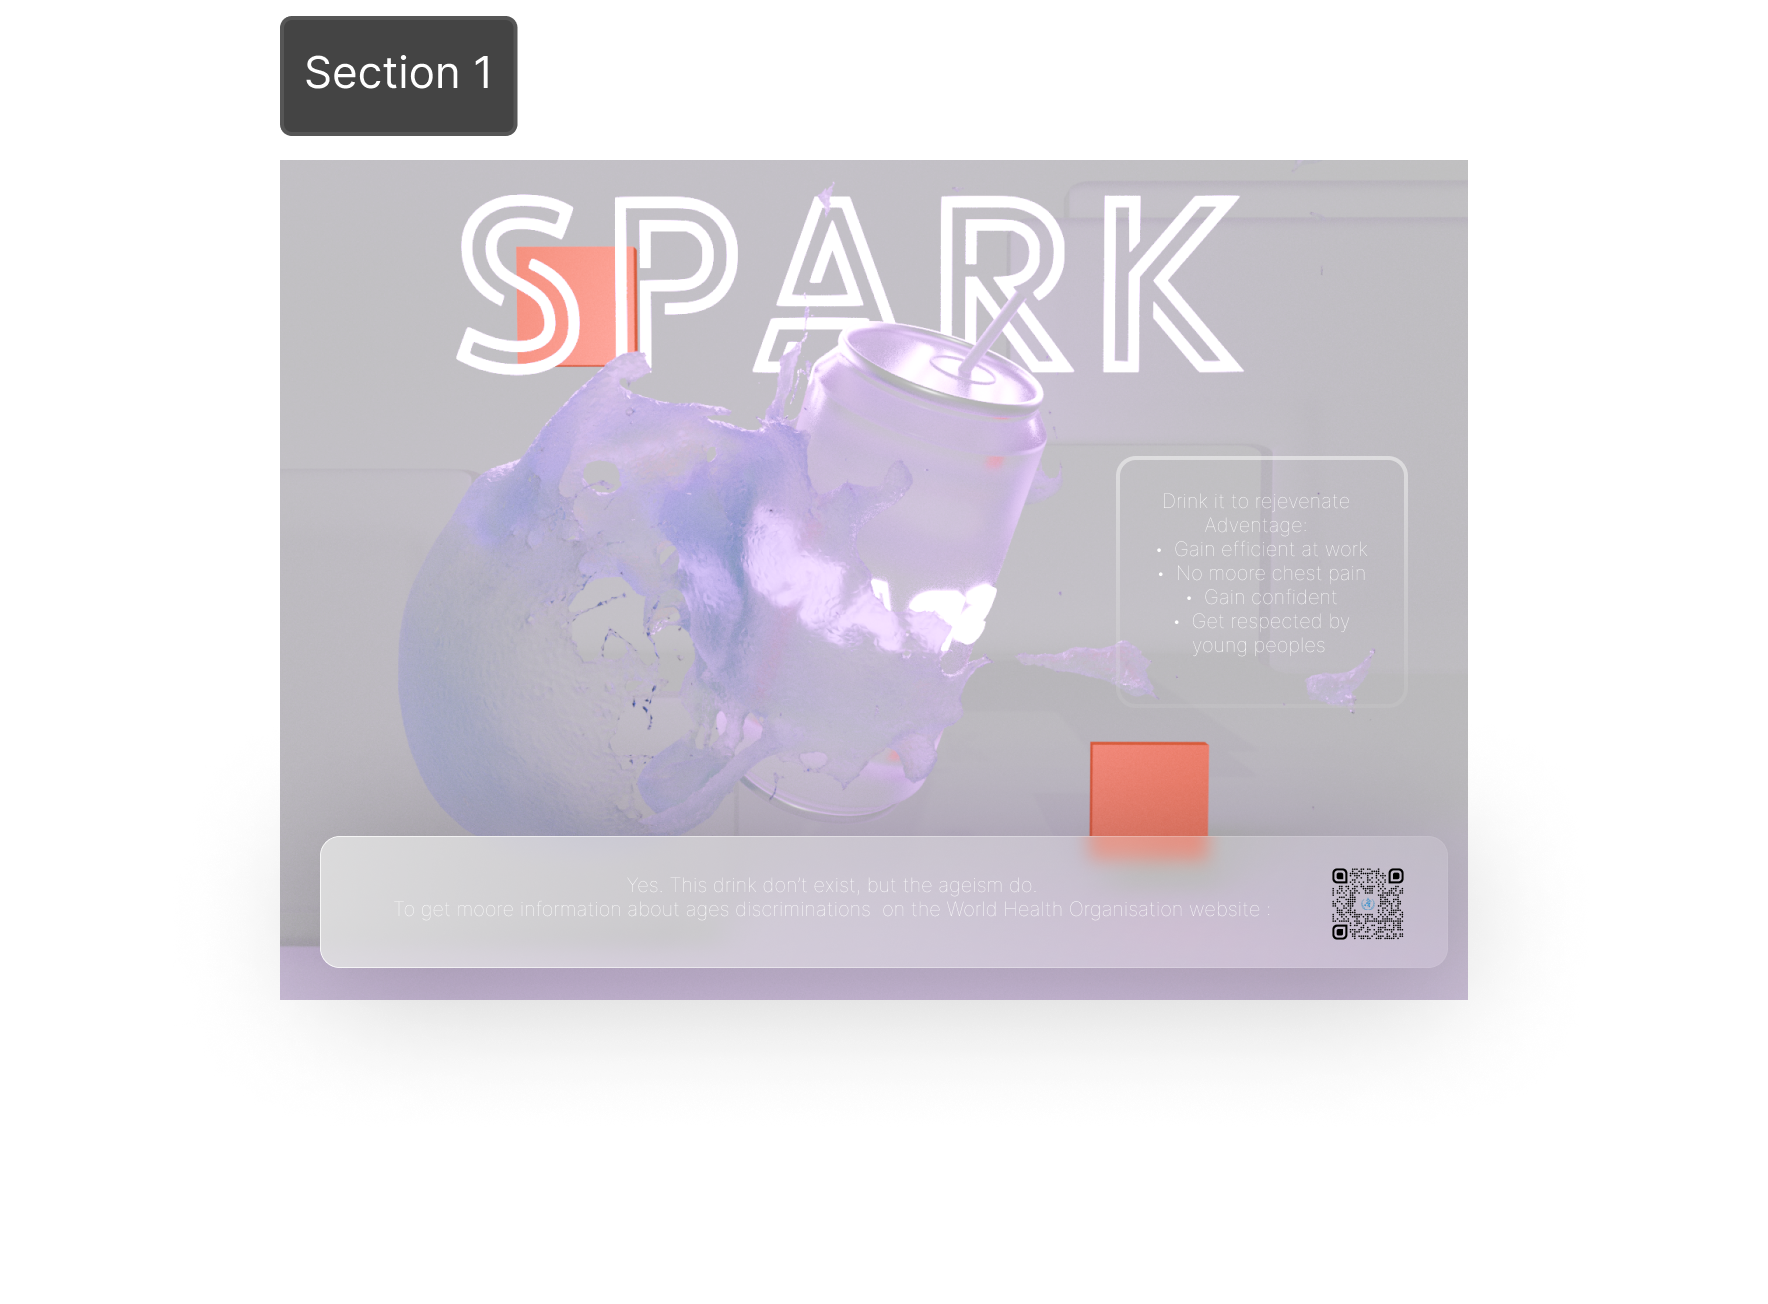 Section 1
SPARK
Drink it to rejevenate
Adventage:
• Gain efficient at work
• No moore chest pain
• Gain confident
• Get respected by
young peoples
Yes. This drink don't exist, but the ageism do.
To get moore information about ages discriminations on the World Health Organisation website :